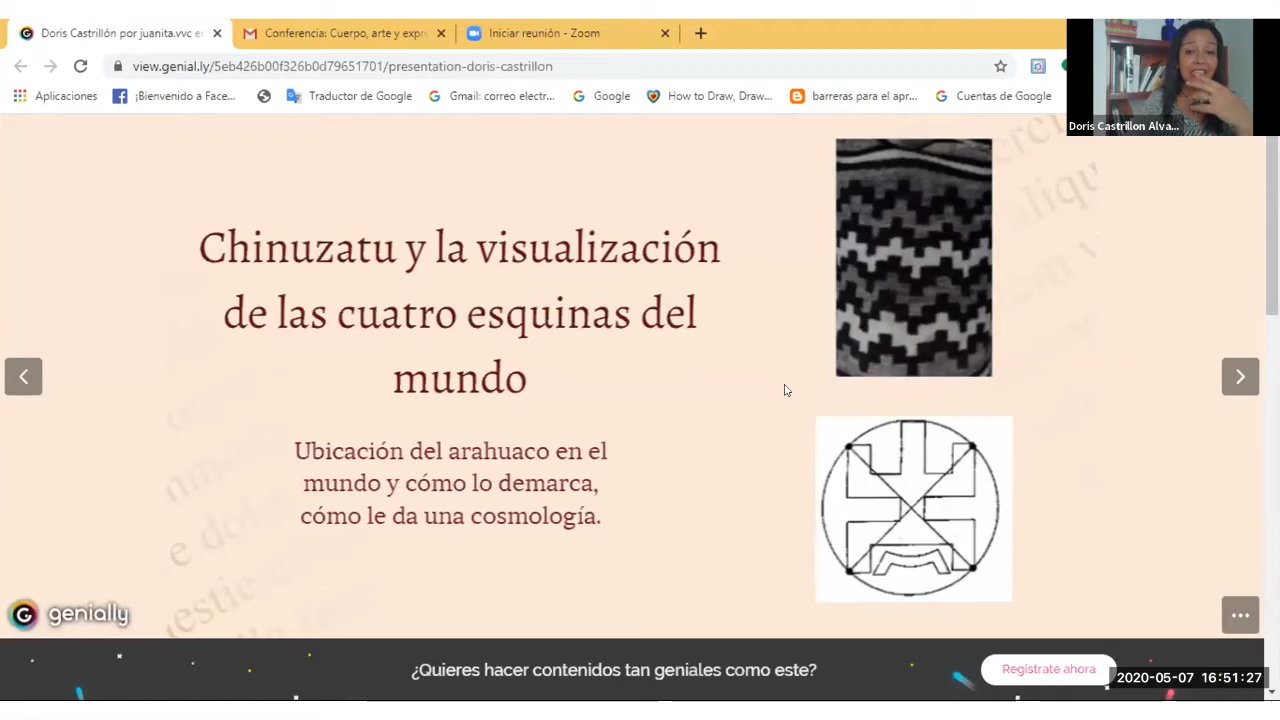 Doris Castrillón por juanita.vvc en
Conferencia: Cuerpo, arte y expr
Iniciar reunión - Zoom
view.genial.ly/5eb426b00f326b0d79651701/presentation-doris-castrillon
Aplicaciones
¡Bienvenido a Face...
Traductor de Google
Gmail: correo electr...
Google
How to Draw, Draw...
barreras para el apr...
Cuentas de Google
Doris Castrillon Alva...
Chinuzatu y la visualización
de las cuatro esquinas del
mundo
Ubicación del arahuaco en el
mundo y cómo lo demarca,
cómo le da una cosmología.
genially
¿Quieres hacer contenidos tan geniales como este?
Regístrate ahora
2020-05-07 16:51:27